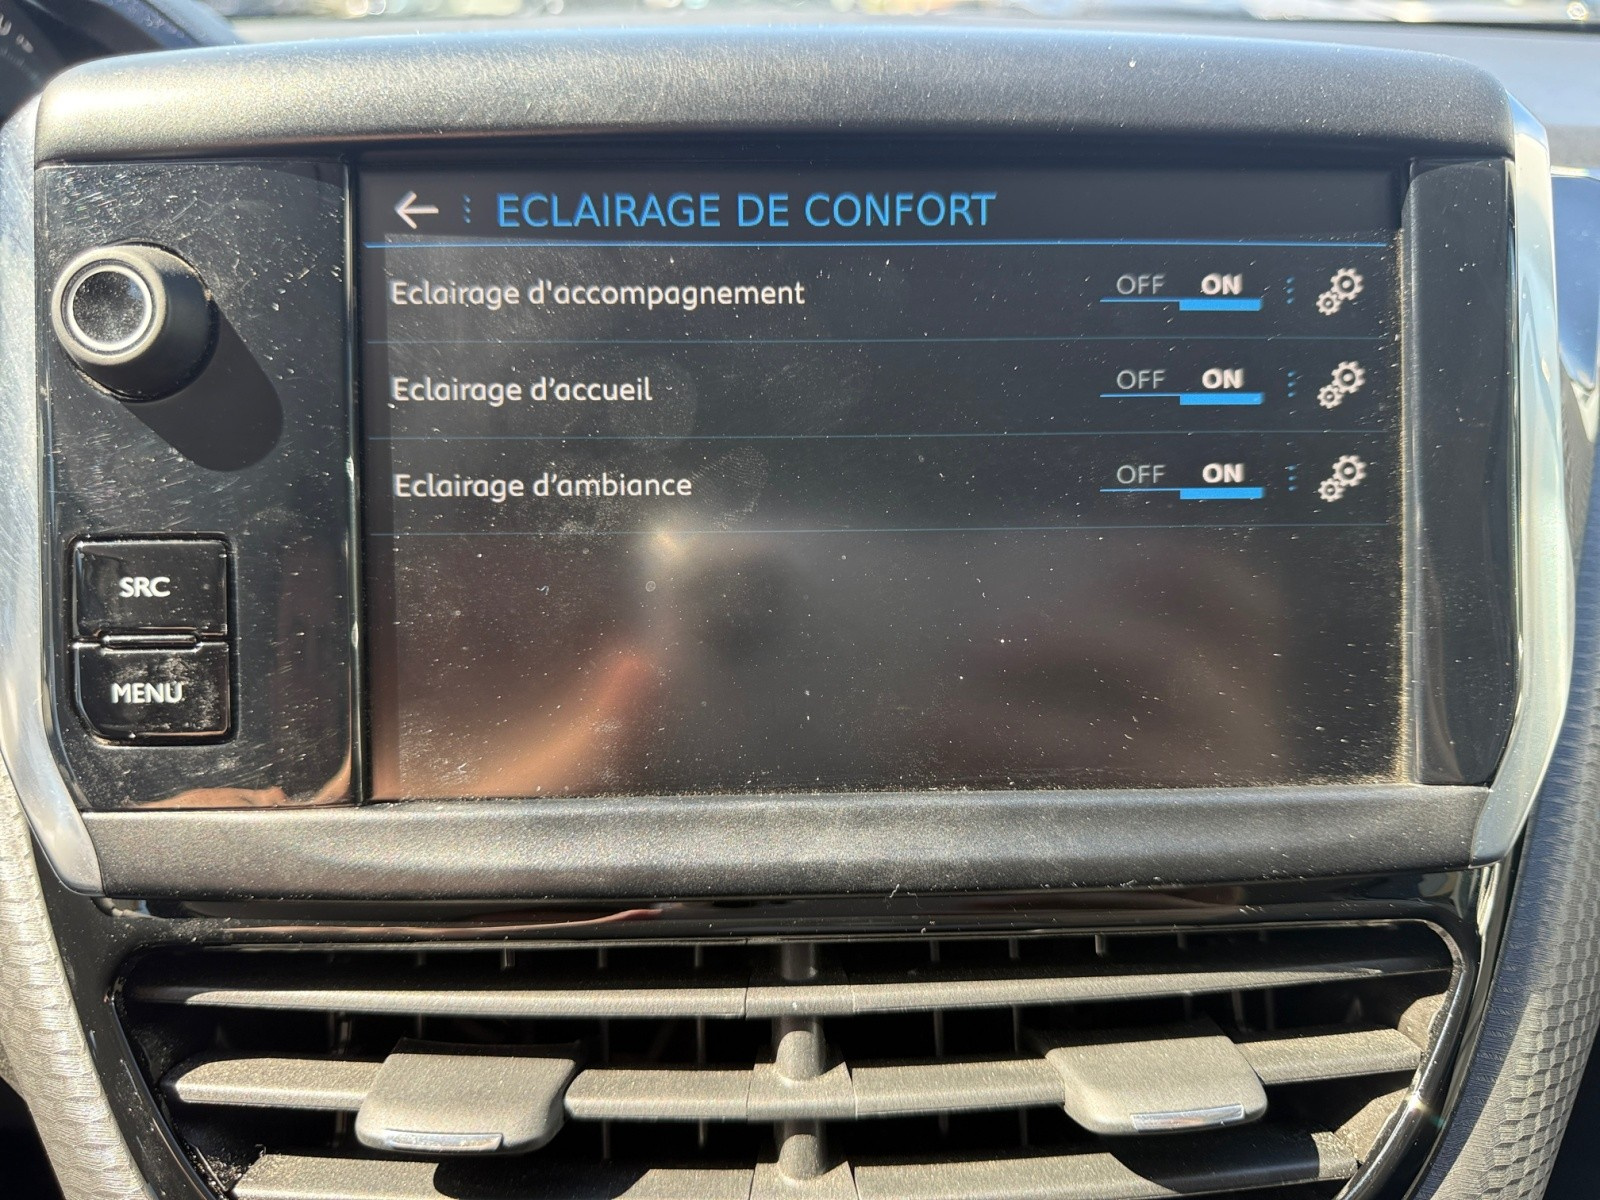 ECLAIRAGE DE CONFORT
Eclairage d'accompagnement OFF ON
Eclairage d’accueil OFF ON
Eclairage d’ambiance OFF ON
SRC
MENU